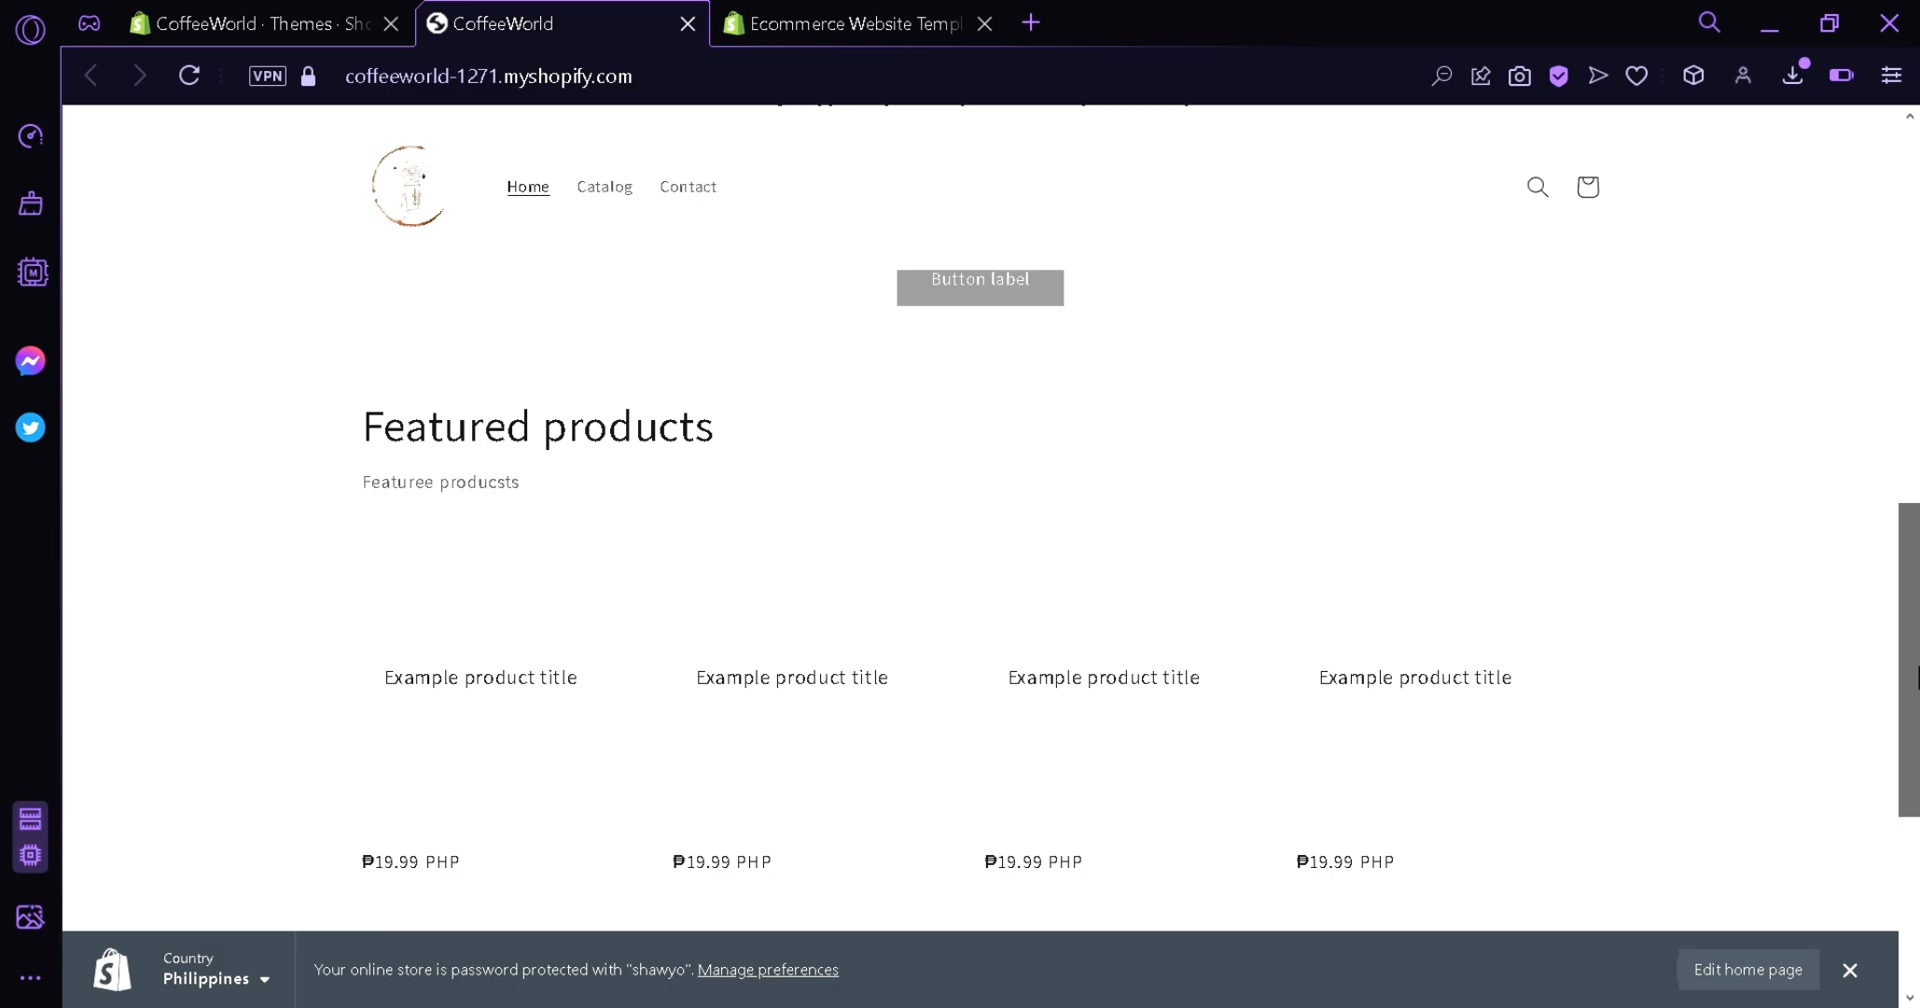 CoffeeWorld · Themes · Sho
CoffeeWorld
Ecommerce Website Templ
VPN
coffeeworld-1271.myshopify.com
Home
Catalog
Contact
M
Button label
Featured products
Featuree producsts
Example product title
Example product title
Example product title
Example product title
₱19.99 PHP
₱19.99 PHP
₱19.99 PHP
₱19.99 PHP
Country
Philippines
Your online store is password protected with "shawyo". Manage preferences
Edit home page